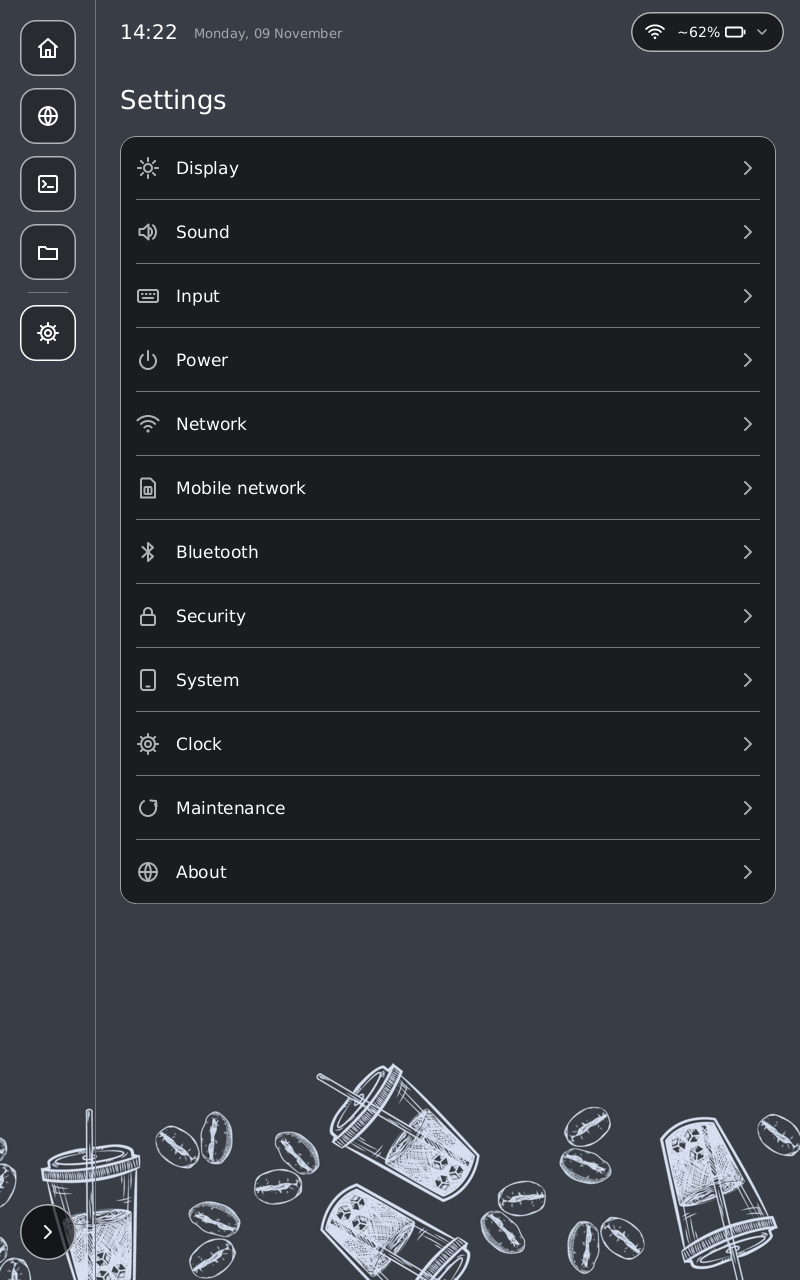 14:22 Monday, 09 November ~62%
Settings
Display
Sound
Input
Power
Network
Mobile network
Bluetooth
Security
System
Clock
Maintenance
About